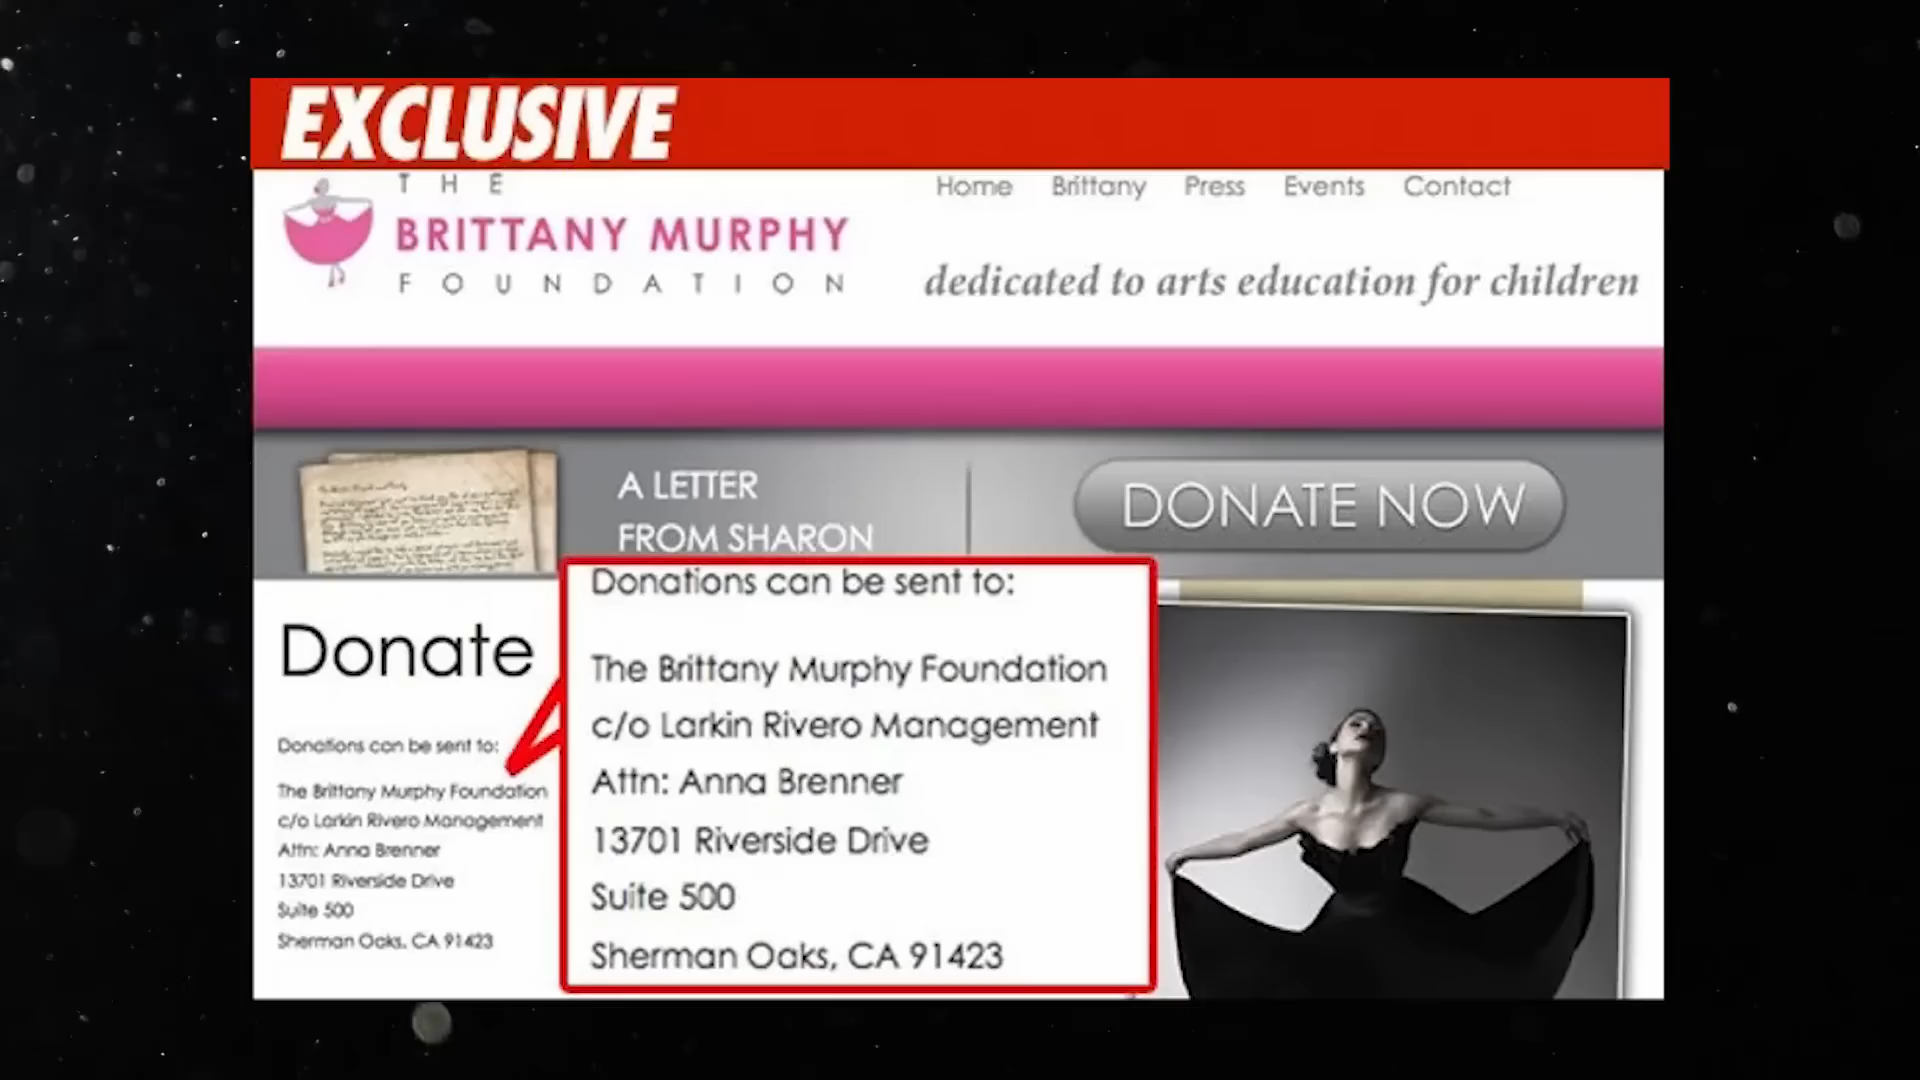 EXCLUSIVE
THE
BRITTANY MURPHY
FOUNDATION
Home Brittany Press Events Contact
dedicated to arts education for children
A LETTER
FROM SHARON
DONATE NOW
Donate
Donations can be sent to:
The Brittany Murphy Foundation
c/o Larkin Rivero Management
Attn: Anna Brenner
13701 Riverside Drive
Suite 500
Sherman Oaks, CA 91423
Donations can be sent to:
The Brittany Murphy Foundation
c/o Larkin Rivero Management
Attn: Anna Brenner
13701 Riverside Drive
Suite 500
Sherman Oaks, CA 91423